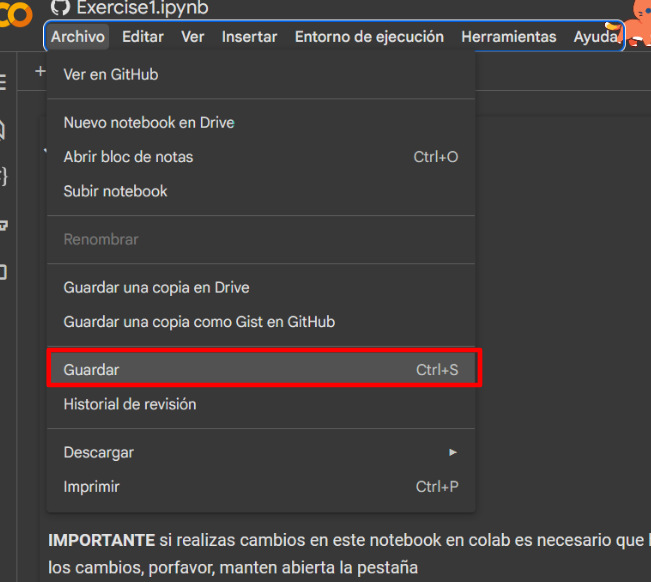 Exercise1.ipynb
Archivo Editar Ver Insertar Entorno de ejecución Herramientas Ayuda
Ver en GitHub
Nuevo notebook en Drive
Abrir bloc de notas Ctrl+O
Subir notebook
Renombrar
Guardar una copia en Drive
Guardar una copia como Gist en GitHub
Guardar Ctrl+S
Historial de revisión
Descargar
Imprimir Ctrl+P
IMPORTANTE si realizas cambios en este notebook en colab es necesario que
los cambios, porfavor, manten abierta la pestaña